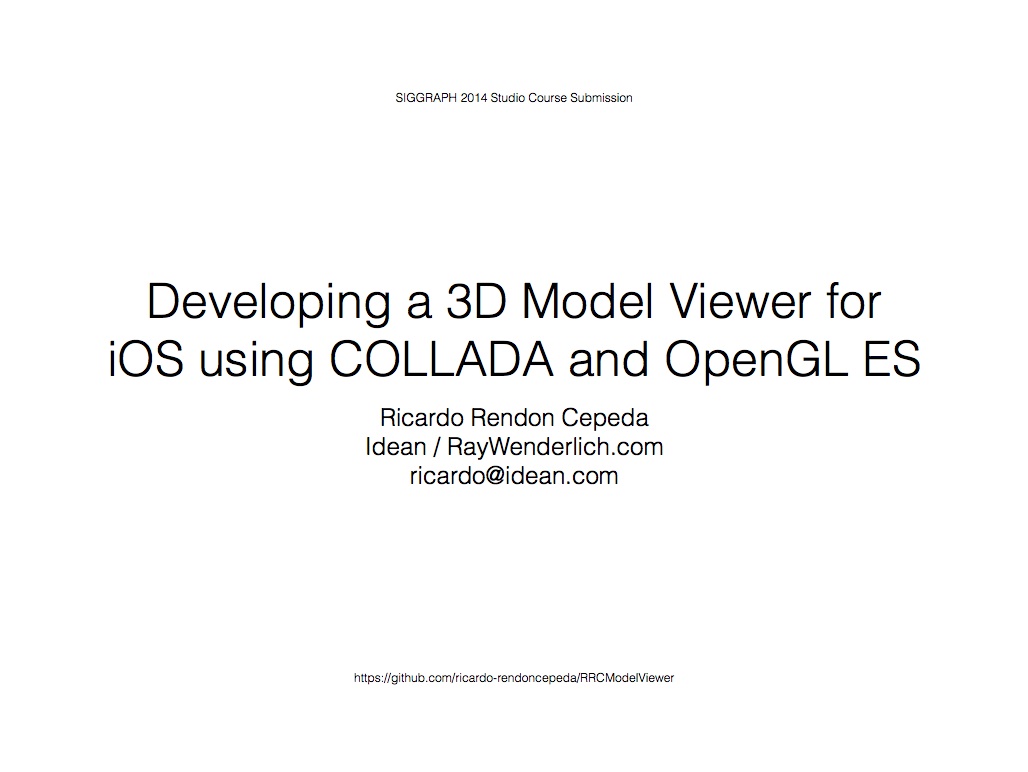 SIGGRAPH 2014 Studio Course Submission
Developing a 3D Model Viewer for
iOS using COLLADA and OpenGL ES
Ricardo Rendon Cepeda
Idean / RayWenderlich.com
ricardo@idean.com
https://github.com/ricardo-rendoncepeda/RRCModelViewer